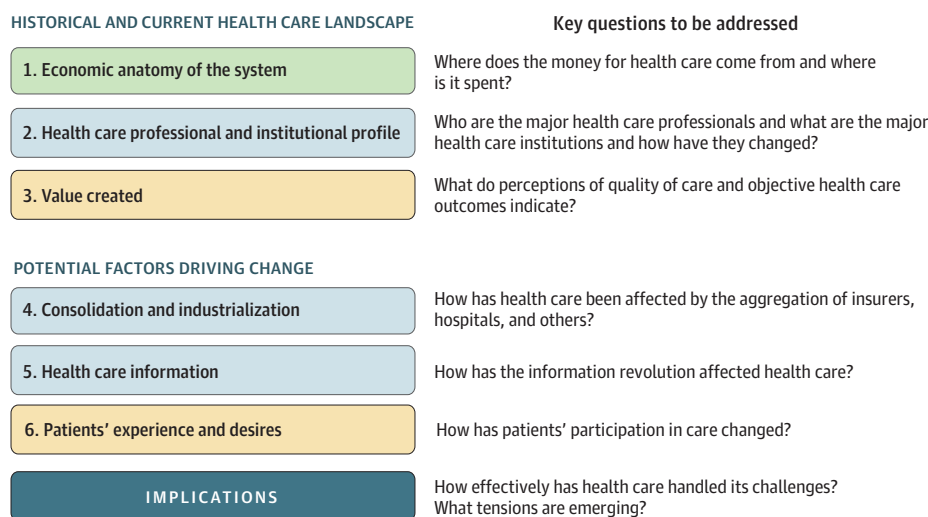 HISTORICAL AND CURRENT HEALTH CARE LANDSCAPE
Key questions to be addressed
1. Economic anatomy of the system
Where does the money for health care come from and where
is it spent?
2. Health care professional and institutional profile
Who are the major health care professionals and what are the major
health care institutions and how have they changed?
3. Value created
What do perceptions of quality of care and objective health care
outcomes indicate?
POTENTIAL FACTORS DRIVING CHANGE
4. Consolidation and industrialization
How has health care been affected by the aggregation of insurers,
hospitals, and others?
5. Health care information
How has the information revolution affected health care?
6. Patients’ experience and desires
How has patients’ participation in care changed?
IMPLICATIONS
How effectively has health care handled its challenges?
What tensions are emerging?